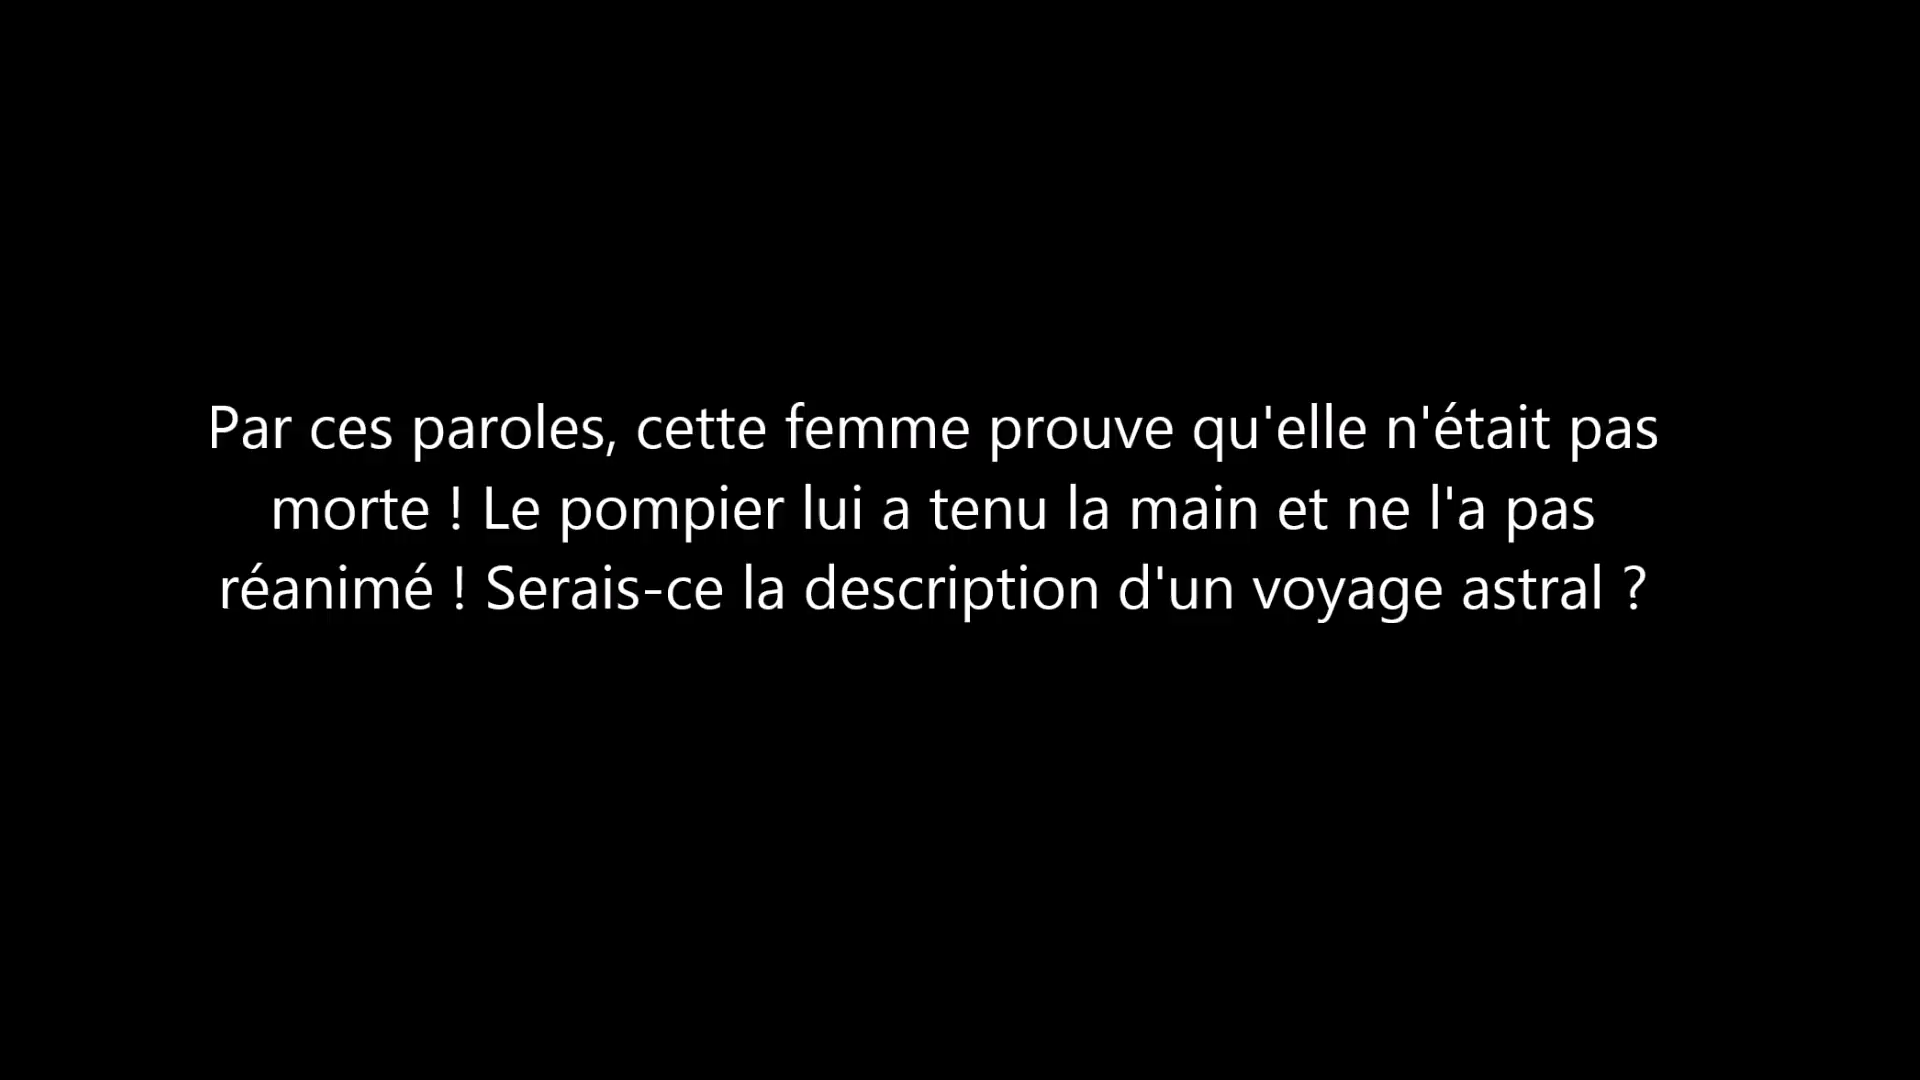 Par ces paroles, cette femme prouve qu'elle n'était pas
morte ! Le pompier lui a tenu la main et ne l'a pas
réanimé ! Serais-ce la description d'un voyage astral ?